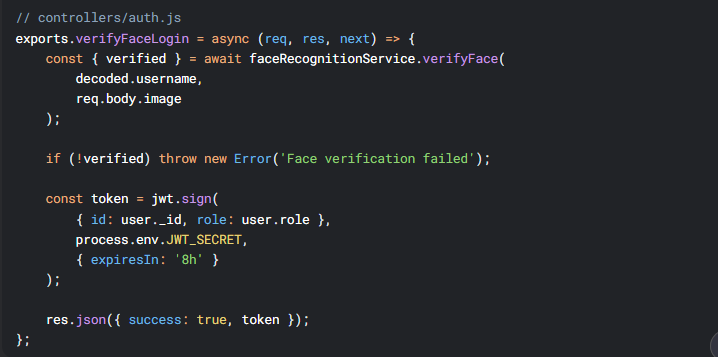 // controllers/auth.js
exports.verifyFaceLogin = async (req, res, next) => {
    const { verified } = await faceRecognitionService.verifyFace(
        decoded.username,
        req.body.image
    );

    if (!verified) throw new Error('Face verification failed');

    const token = jwt.sign(
        { id: user._id, role: user.role },
        process.env.JWT_SECRET,
        { expiresIn: '8h' }
    );

    res.json({ success: true, token });
};